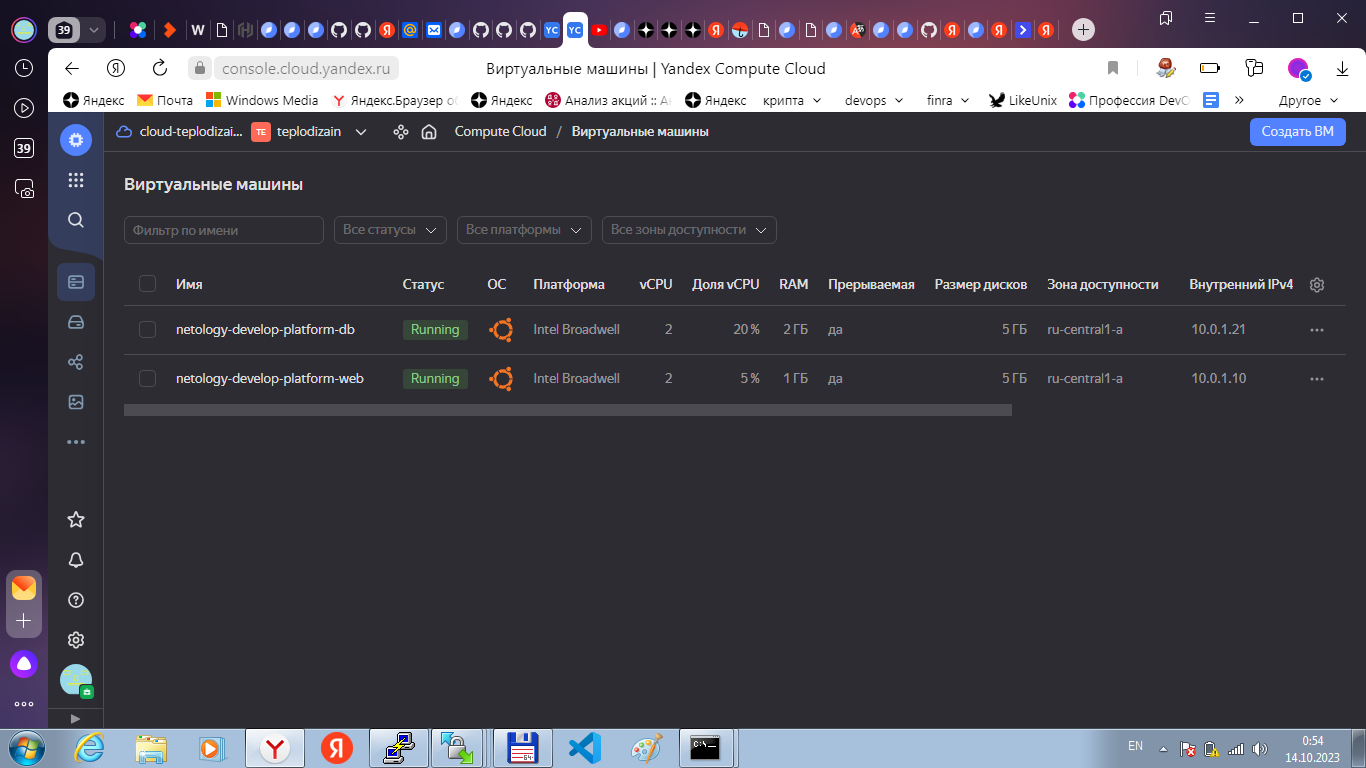 39
W
YC
YC
Я
Я
Я
Я
Я
console.cloud.yandex.ru
Виртуальные машины | Yandex Compute Cloud
Яндекс
Почта
Windows Media
Яндекс.Браузер
Яндекс
Анализ акций ::
Яндекс
крипта
devops
finra
LikeUnix
Профессия DevO
Другое
39
cloud-teplodizai...
TE
teplodizain
Compute Cloud / Виртуальные машины
Создать ВМ
Виртуальные машины
Фильтр по имени
Все статусы
Все платформы
Все зоны доступности
Имя Статус ОС Платформа vCPU Доля vCPU RAM Прерываемая Размер дисков Зона доступности Внутренний IPv4
netology-develop-platform-db Running Intel Broadwell 2 20 % 2 ГБ да 5 ГБ ru-central1-a 10.0.1.21
netology-develop-platform-web Running Intel Broadwell 2 5 % 1 ГБ да 5 ГБ ru-central1-a 10.0.1.10
EN
0:54
14.10.2023